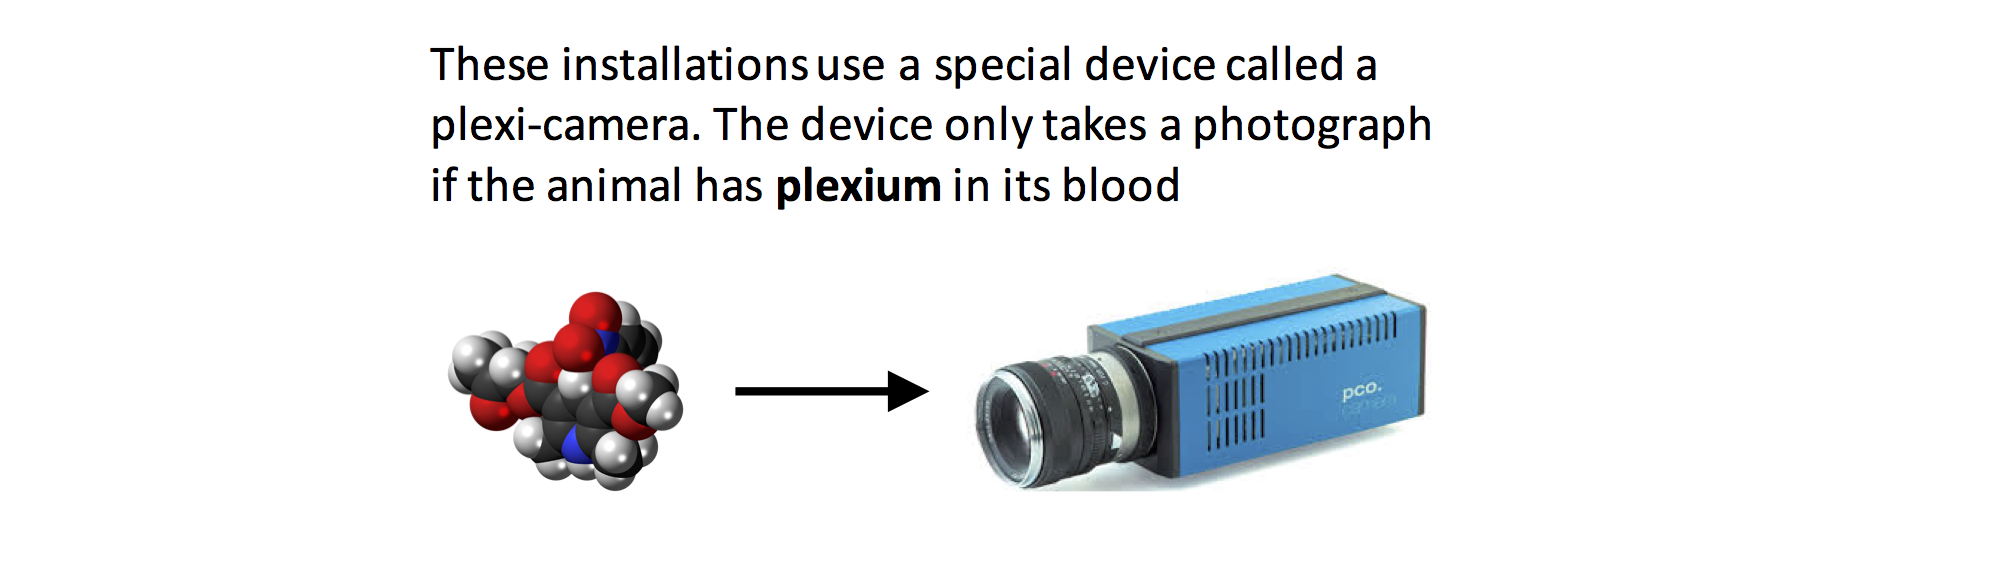 These installations use a special device called a
plexi-camera. The device only takes a photograph
if the animal has plexium in its blood
pco.
camera